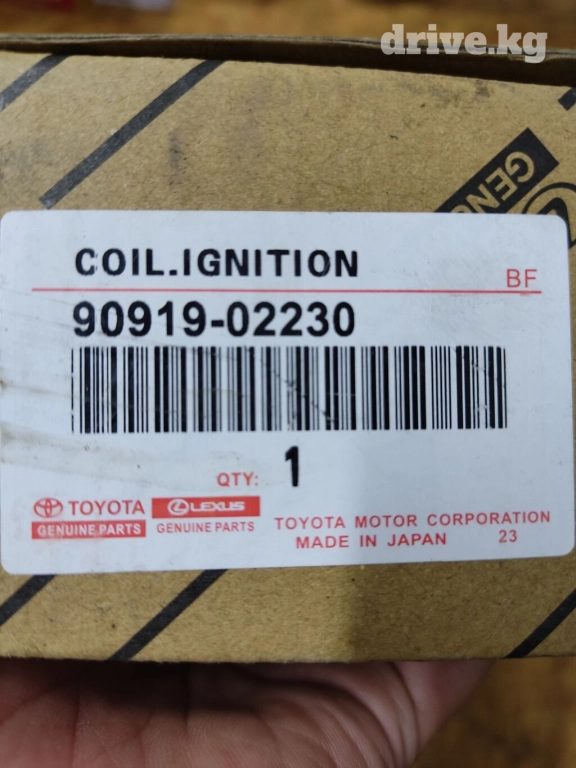 drive.kg
COIL.IGNITION
BF
90919-02230
QTY: 1
TOYOTA
GENUINE PARTS
LEXUS
GENUINE PARTS
TOYOTA MOTOR CORPORATION
MADE IN JAPAN 23